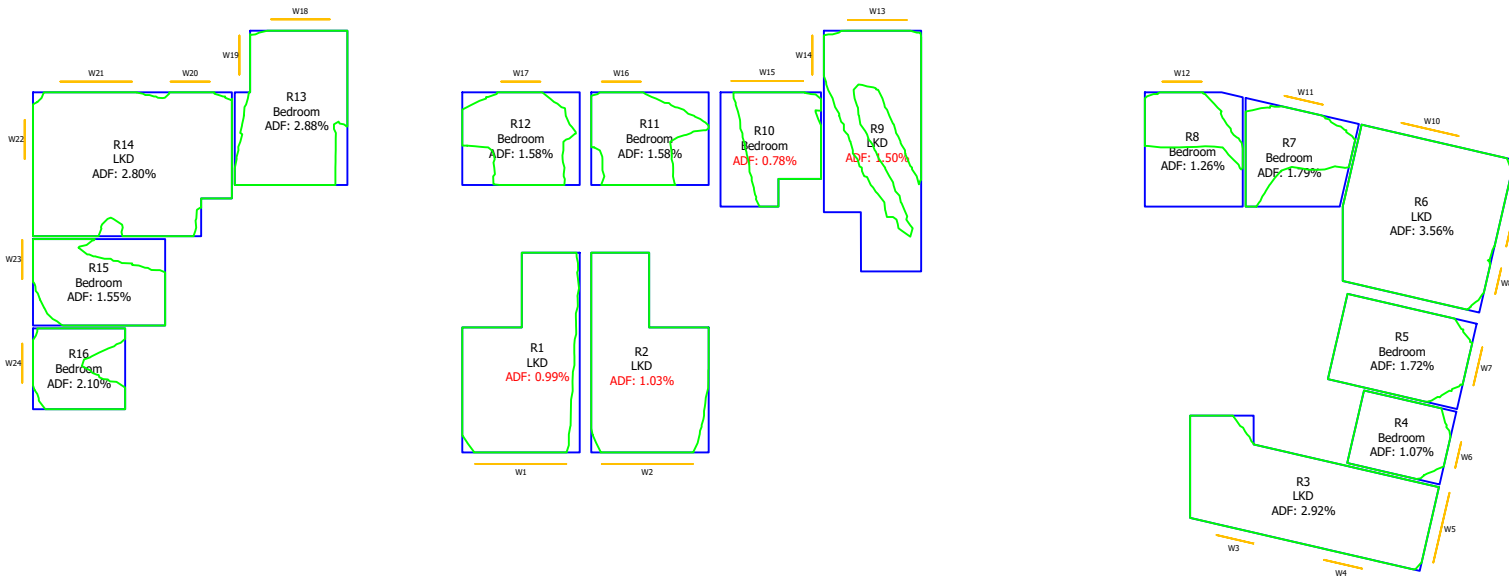 W18
W13
W19
W14
W21
W20
W17
W16
W15
W12
W11
W10
W22
R13
Bedroom
ADF: 2.88%
R14
LKD
ADF: 2.80%
R12
Bedroom
ADF: 1.58%
R11
Bedroom
ADF: 1.58%
R10
Bedroom
ADF: 0.78%
R9
LKD
ADF: 1.50%
R8
Bedroom
ADF: 1.26%
R7
Bedroom
ADF: 1.79%
R6
LKD
ADF: 3.56%
W23
R15
Bedroom
ADF: 1.55%
W24
R16
Bedroom
ADF: 2.10%
R1
LKD
ADF: 0.99%
R2
LKD
ADF: 1.03%
R5
Bedroom
ADF: 1.72%
W7
R4
Bedroom
ADF: 1.07%
W6
W1
W2
R3
LKD
ADF: 2.92%
W5
W3
W4